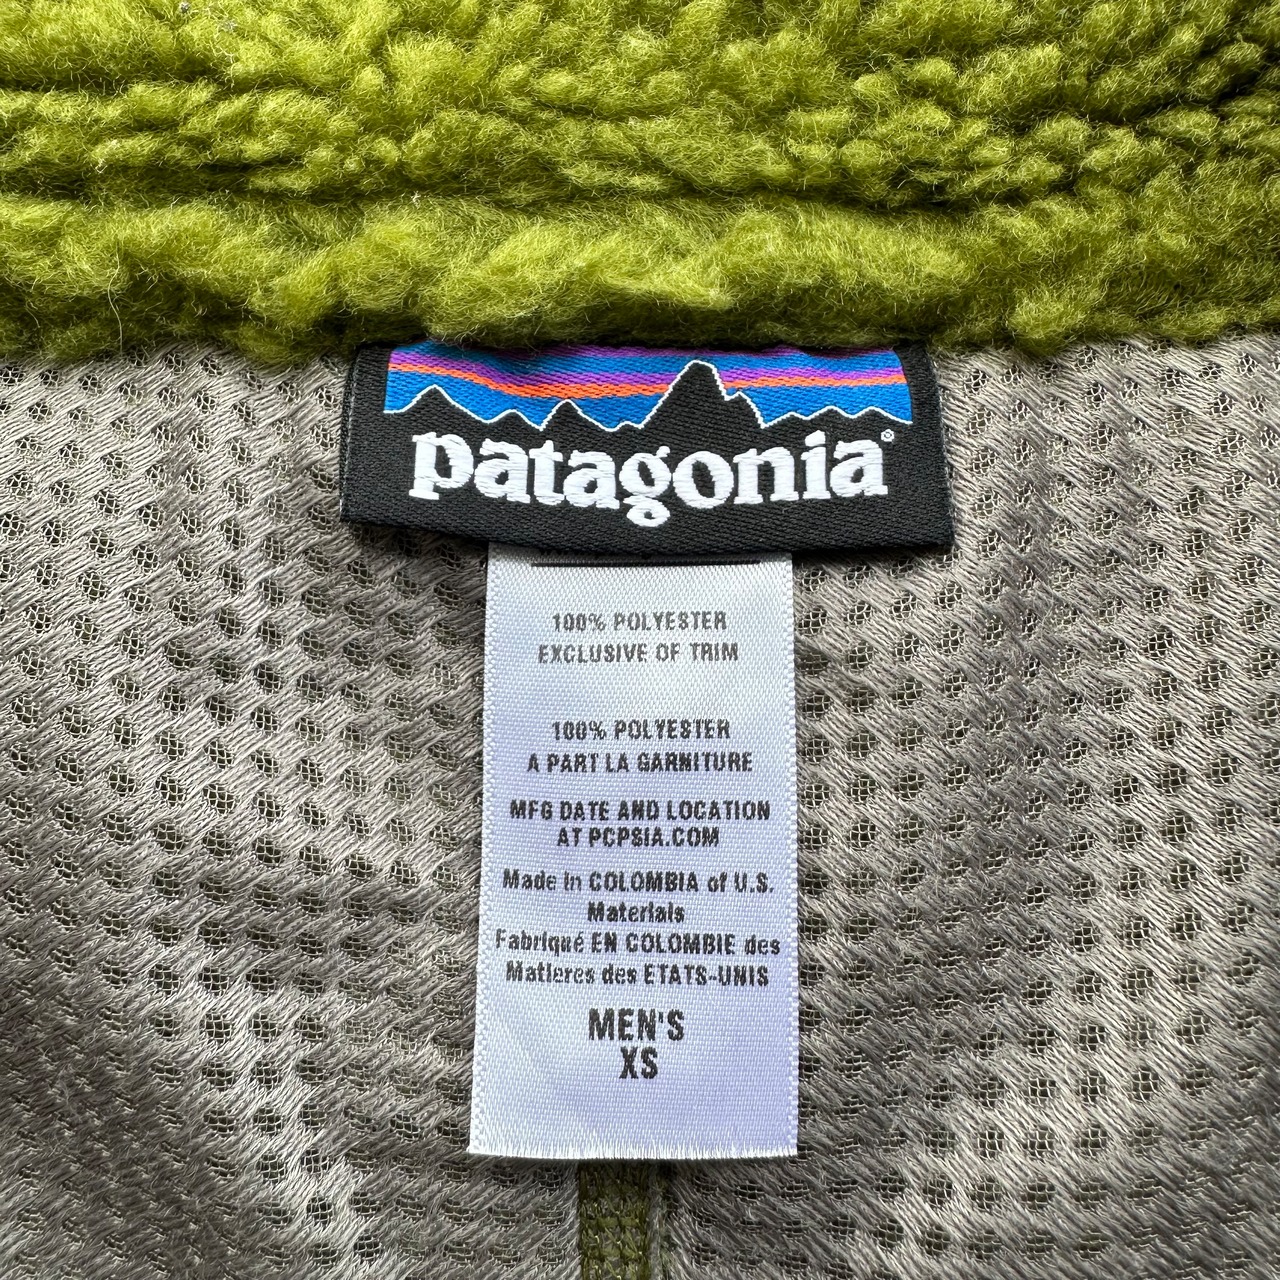 patagonia®
100% POLYESTER
EXCLUSIVE OF TRIM
100% POLYESTER
A PART LA GARNITURE
MFG DATE AND LOCATION
AT PCPSIA.COM
Made in COLOMBIA of U.S.
Materials
Fabriqué EN COLOMBIE des
Matieres des ETATS-UNIS
MEN'S
XS